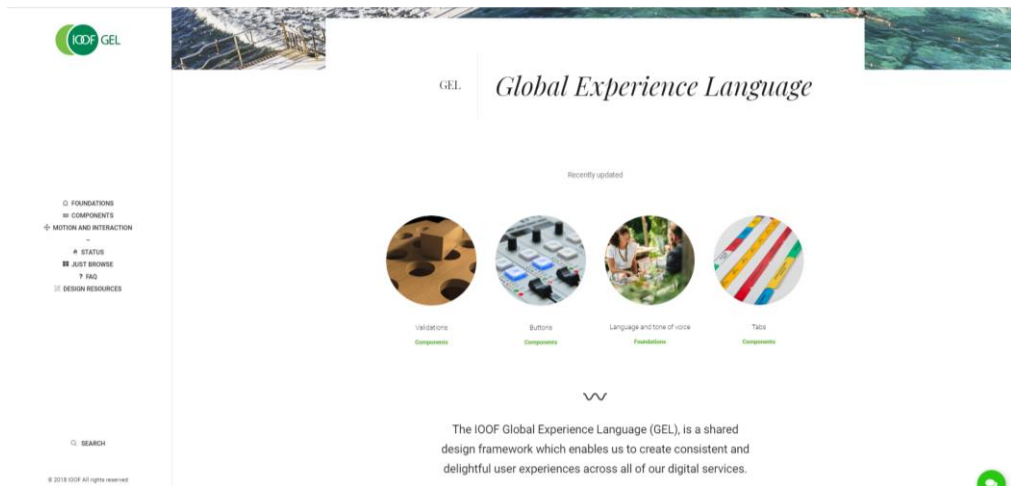 IOOF GEL
FOUNDATIONS
COMPONENTS
MOTION AND INTERACTION
–
STATUS
JUST BROWSE
? FAQ
DESIGN RESOURCES
SEARCH
© 2018 IOOF All rights reserved
GEL
Global Experience Language
Recently updated
Validations
Components
Buttons
Components
Language and tone of voice
Foundations
Tabs
Components
The IOOF Global Experience Language (GEL), is a shared
design framework which enables us to create consistent and
delightful user experiences across all of our digital services.